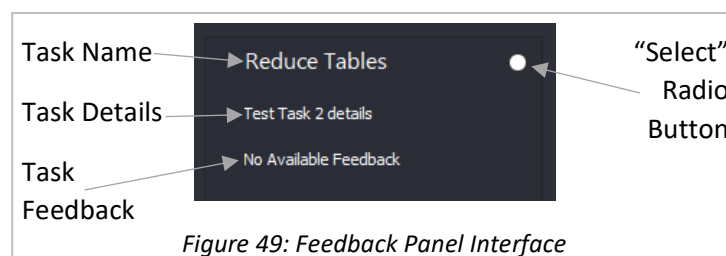 Task Name
Reduce Tables
“Select”
Radio
Button
Task Details
Test Task 2 details
Task
Feedback
No Available Feedback
Figure 49: Feedback Panel Interface